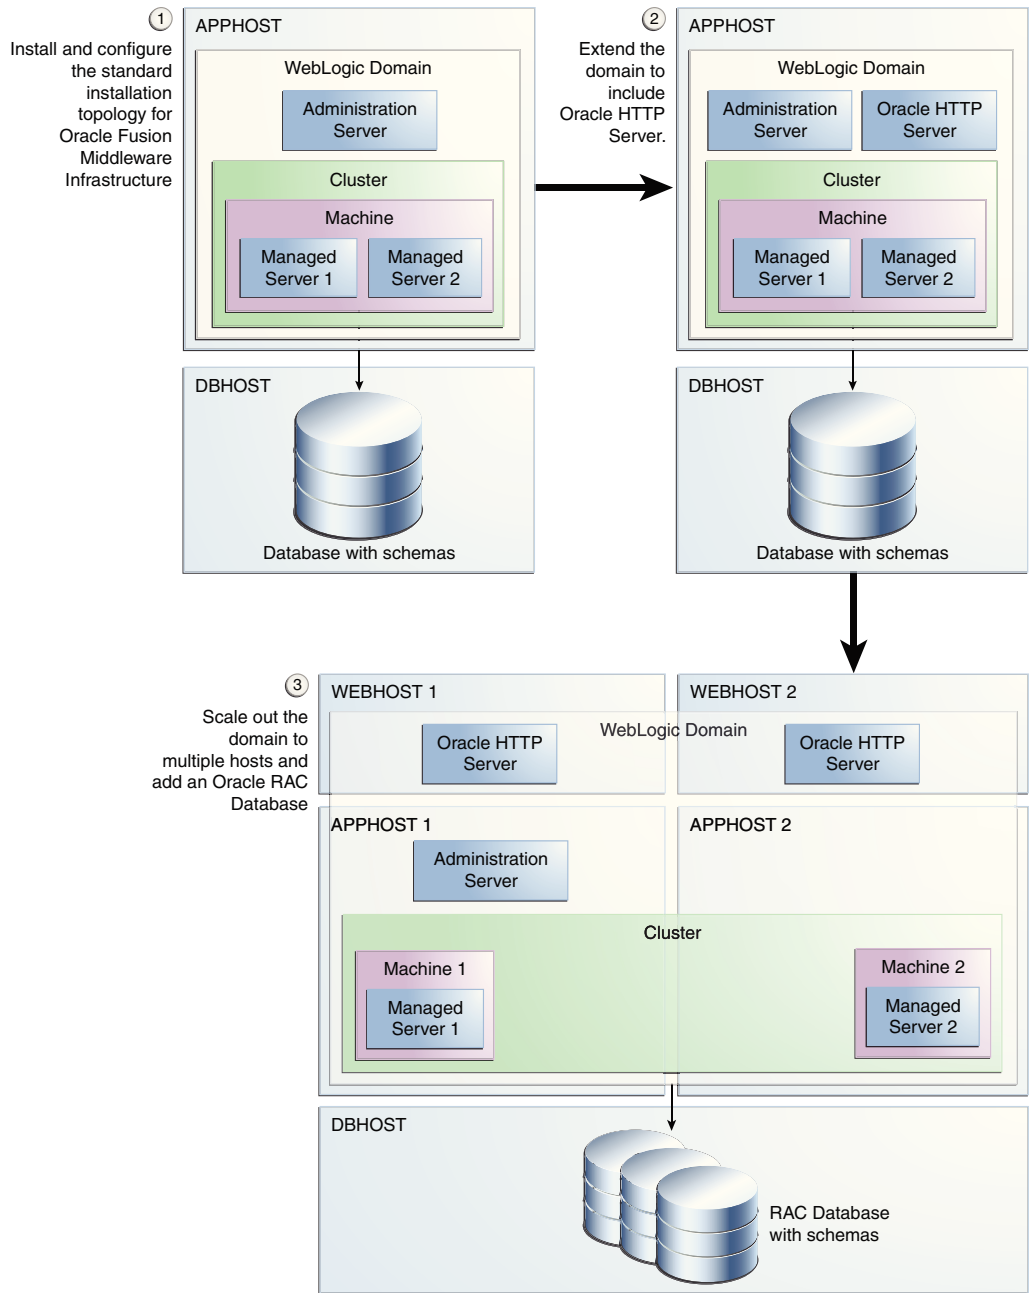 1
Install and configure
the standard
installation
topology for
Oracle Fusion
Middleware
Infrastructure
APPHOST
WebLogic Domain
Administration
Server
Cluster
Machine
Managed
Server 1
Managed
Server 2
DBHOST
Database with schemas
2
Extend the
domain to
include
Oracle HTTP
Server.
APPHOST
WebLogic Domain
Administration
Server
Oracle HTTP
Server
Cluster
Machine
Managed
Server 1
Managed
Server 2
DBHOST
Database with schemas
3
Scale out the
domain to
multiple hosts and
add an Oracle RAC
Database
WEBHOST 1
WEBHOST 2
WebLogic Domain
Oracle HTTP
Server
Oracle HTTP
Server
APPHOST 1
APPHOST 2
Administration
Server
Cluster
Machine 1
Managed
Server 1
Machine 2
Managed
Server 2
DBHOST
RAC Database
with schemas